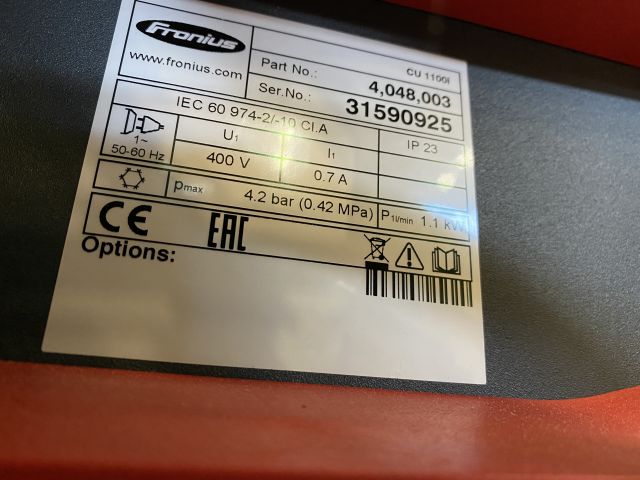 Fronius
www.fronius.com
CU 1100I
Part No.: 4,048,003
Ser.No.: 31590925
IEC 60 974-2/-10 Cl.A
IP 23
1~
50-60 Hz
U1
I1
400 V
0.7 A
pmax 4.2 bar (0.42 MPa)
P1l/min 1.1 kW
CE
EAC
Options: